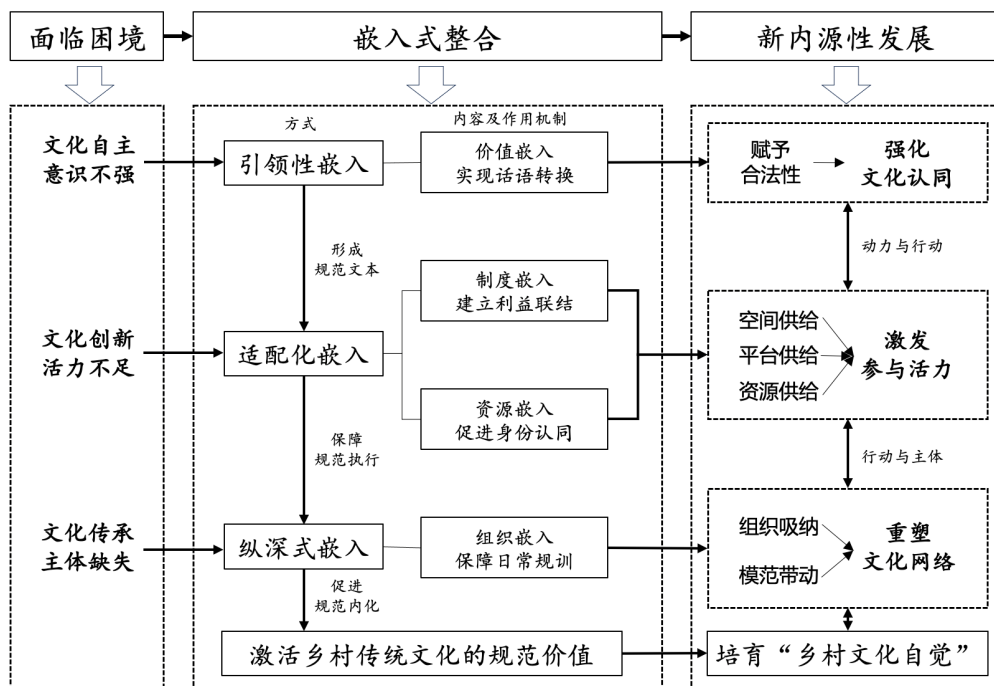 面临困境
嵌入式整合
新内源性发展
方式
内容及作用机制
文化自主
意识不强
引领性嵌入
价值嵌入
实现话语转换
赋予
合法性
强化
文化认同
形成
规范文本
动力与行动
文化创新
活力不足
适配化嵌入
制度嵌入
建立利益联结
资源嵌入
促进身份认同
空间供给
平台供给
资源供给
激发
参与活力
保障
规范执行
行动与主体
文化传承
主体缺失
纵深式嵌入
组织嵌入
保障日常规训
组织吸纳
模范带动
重塑
文化网络
促进
规范内化
激活乡村传统文化的规范价值
培育“乡村文化自觉”